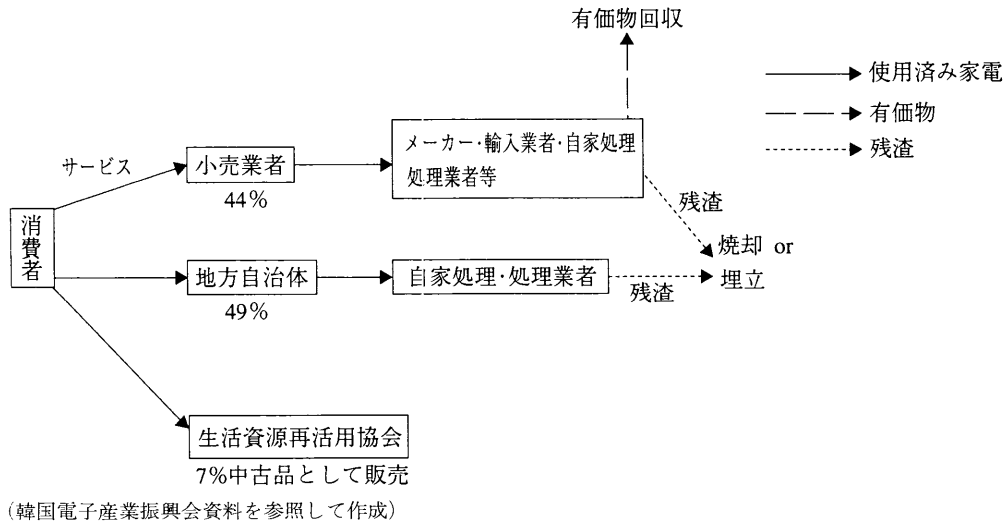 有価物回収
使用済み家電
有価物
残渣
サービス
小売業者
44%
メーカー・輸入業者・自家処理
処理業者等
残渣
消費者
地方自治体
49%
自家処理・処理業者
残渣
焼却 or
埋立
生活資源再活用協会
7%中古品として販売
(韓国電子産業振興会資料を参照して作成)